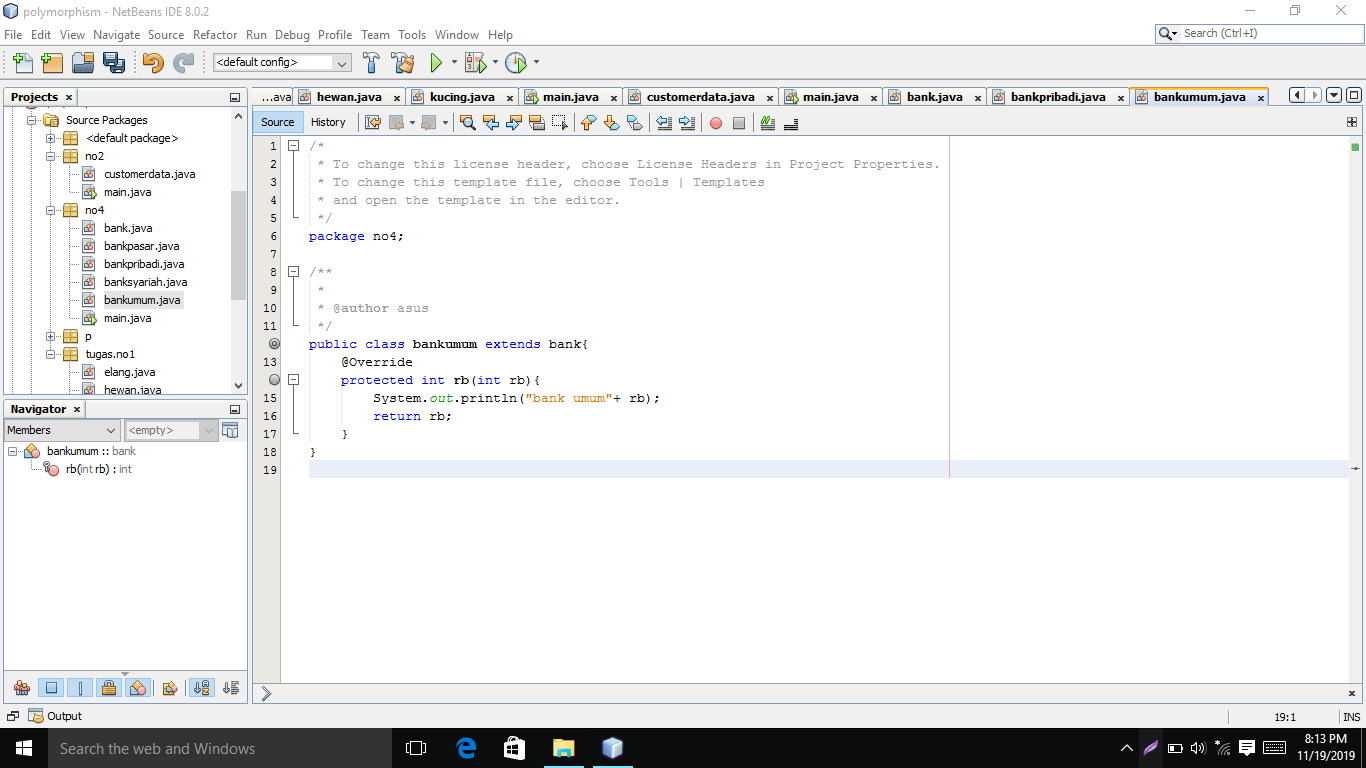 polymorphism - NetBeans IDE 8.0.2
File Edit View Navigate Source Refactor Run Debug Profile Team Tools Window Help
Search (Ctrl+I)
<default config>
Projects
Source Packages
<default package>
no2
customerdata.java
main.java
no4
bank.java
bankpasar.java
bankpribadi.java
banksyariah.java
bankumum.java
main.java
p
tugas.no1
elang.java
hewan.java
Navigator
Members
<empty>
bankumum :: bank
rb(int rb) : int
...ava hewan.java kucing.java main.java customerdata.java main.java bank.java bankpribadi.java bankumum.java
Source History
1 /*
2 * To change this license header, choose License Headers in Project Properties.
3 * To change this template file, choose Tools | Templates
4 * and open the template in the editor.
5 */
6 package no4;
7
8 /**
9 *
10 * @author asus
11 */
public class bankumum extends bank{
13 @Override
protected int rb(int rb){
15 System.out.println("bank umum"+ rb);
16 return rb;
17 }
18 }
19
Output
19:1 INS
Search the web and Windows
8:13 PM
11/19/2019